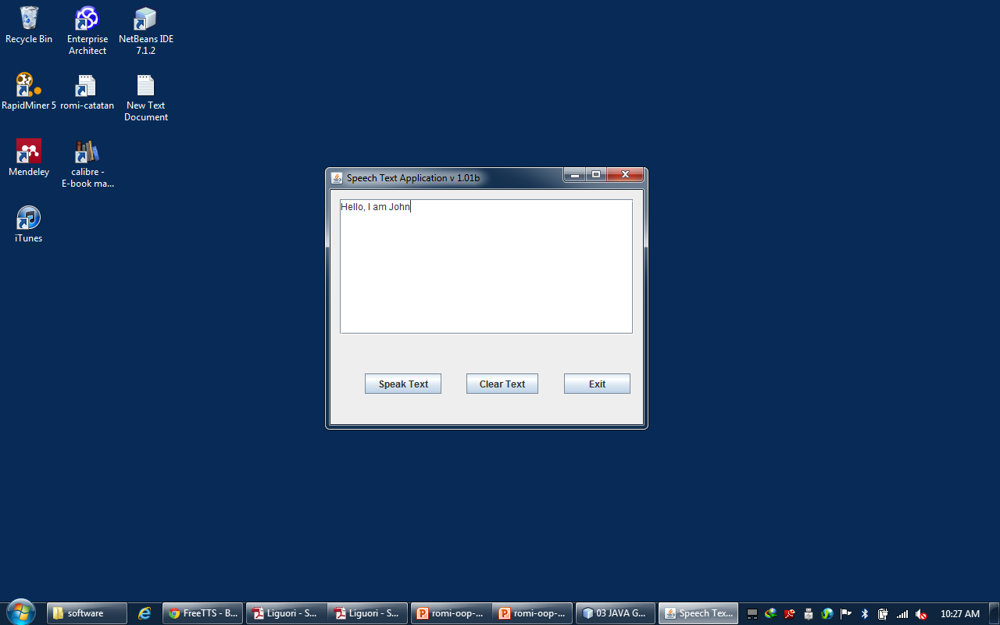 Recycle Bin
Enterprise
Architect
NetBeans IDE
7.1.2
RapidMiner 5
romi-catatan
New Text
Document
Mendeley
calibre -
E-book ma...
iTunes
Speech Text Application v 1.01b
Hello, I am John
Speak Text
Clear Text
Exit
software
FreeTTS - B...
Liguori - S...
Liguori - S...
romi-oop-...
romi-oop-...
03 JAVA G...
Speech Tex...
10:27 AM